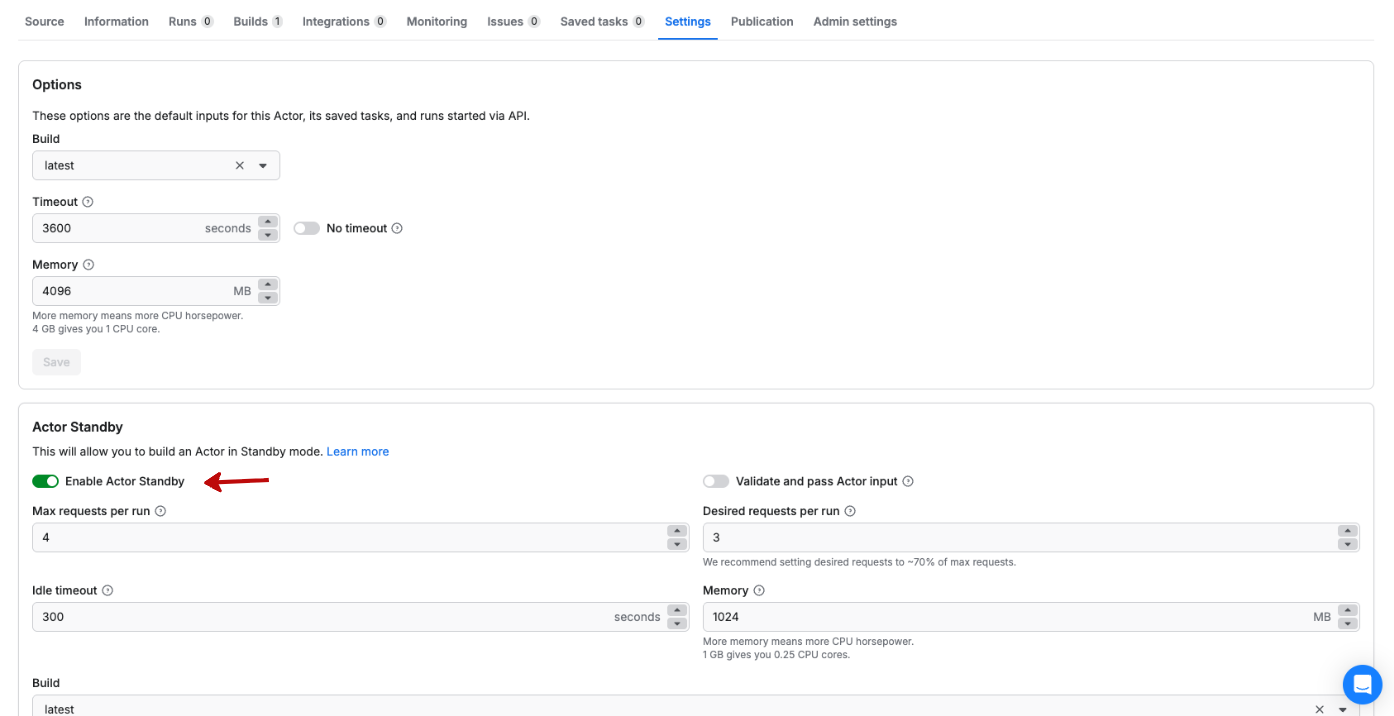 Source Information Runs 0 Builds 1 Integrations 0 Monitoring Issues 0 Saved tasks 0 Settings Publication Admin settings
Options
These options are the default inputs for this Actor, its saved tasks, and runs started via API.
Build
latest
Timeout
3600 seconds No timeout
Memory
4096 MB
More memory means more CPU horsepower.
4 GB gives you 1 CPU core.
Save
Actor Standby
This will allow you to build an Actor in Standby mode. Learn more
Enable Actor Standby
Validate and pass Actor input
Max requests per run
4
Desired requests per run
3
We recommend setting desired requests to ~70% of max requests.
Idle timeout
300 seconds
Memory
1024 MB
More memory means more CPU horsepower.
1 GB gives you 0.25 CPU cores.
Build
latest